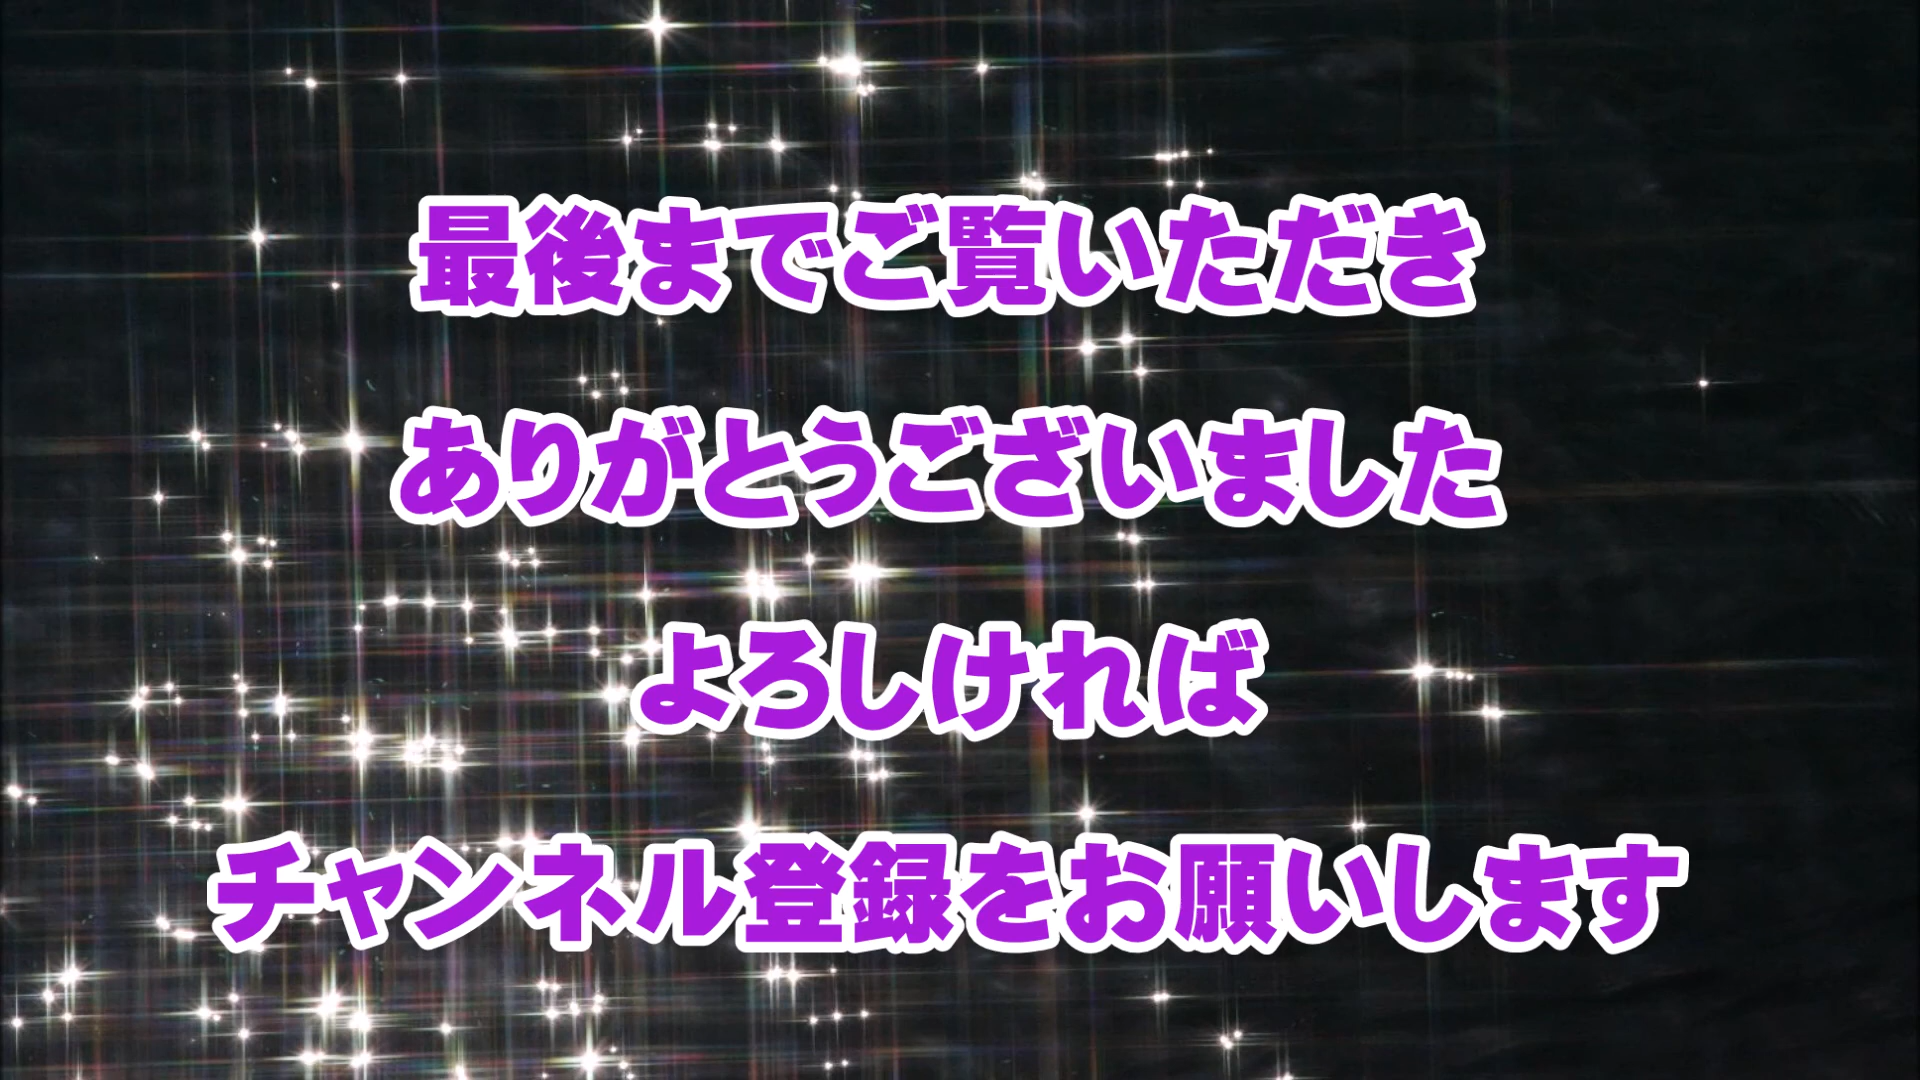 最後までご覧いただき
ありがとうございました
よろしければ
チャンネル登録をお願いします